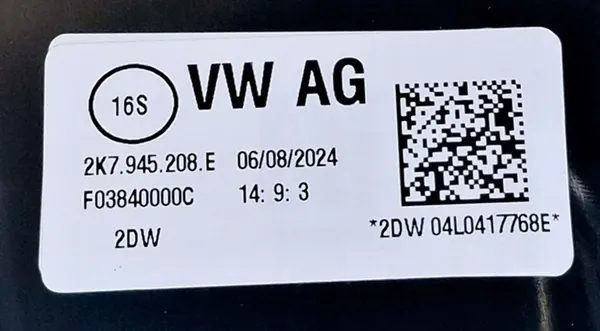 16S VW AG
2K7.945.208.E 06/08/2024
F03840000C 14: 9: 3
2DW
*2DW 04L0417768E*